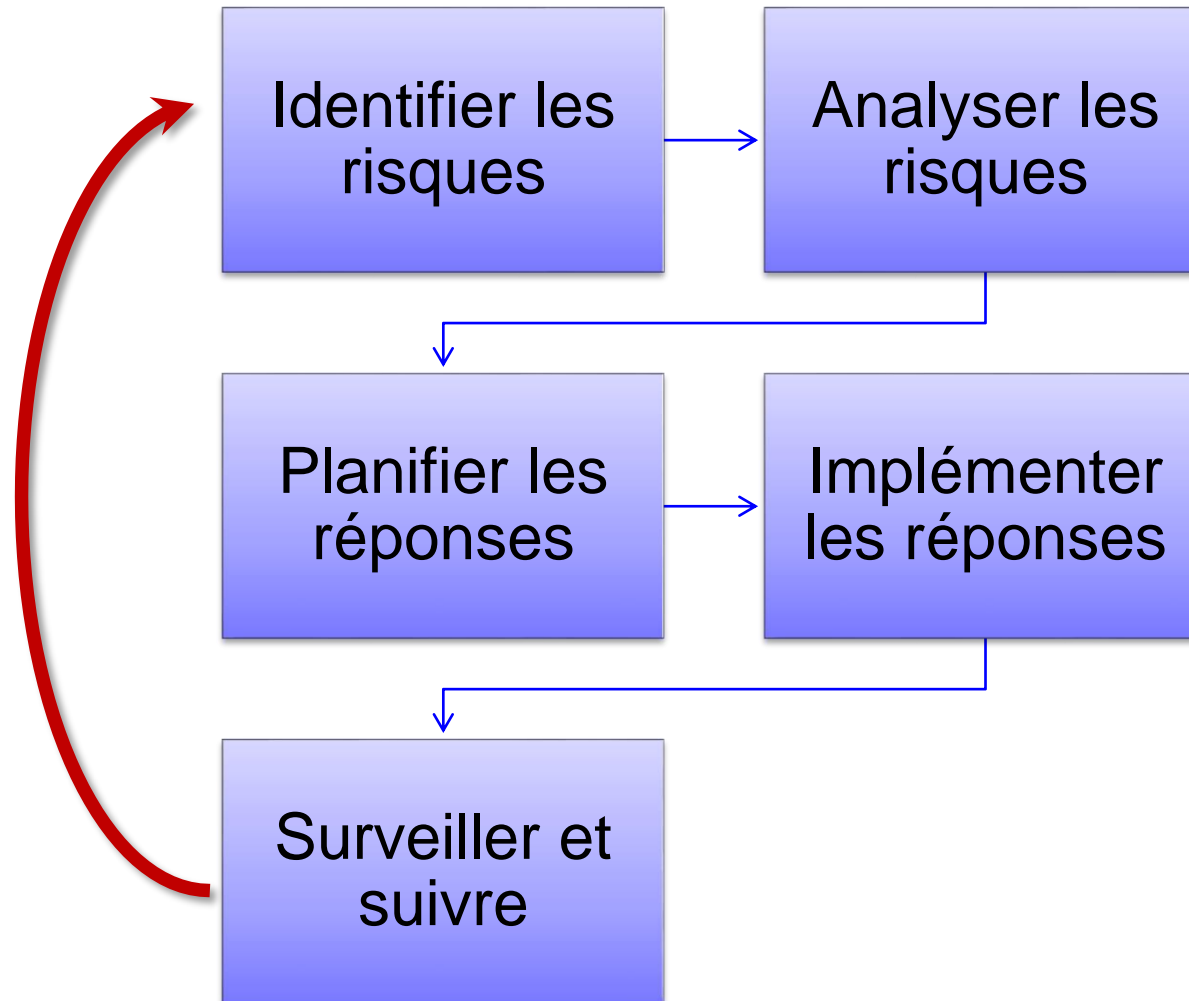 Identifier les
risques
Analyser les
risques
Planifier les
réponses
Implémenter
les réponses
Surveiller et
suivre